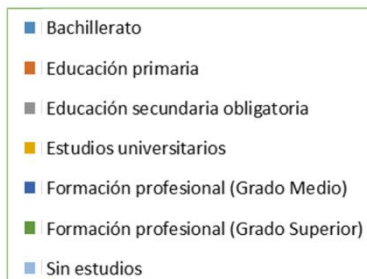 Bachillerato
Educación primaria
Educación secundaria obligatoria
Estudios universitarios
Formación profesional (Grado Medio)
Formación profesional (Grado Superior)
Sin estudios